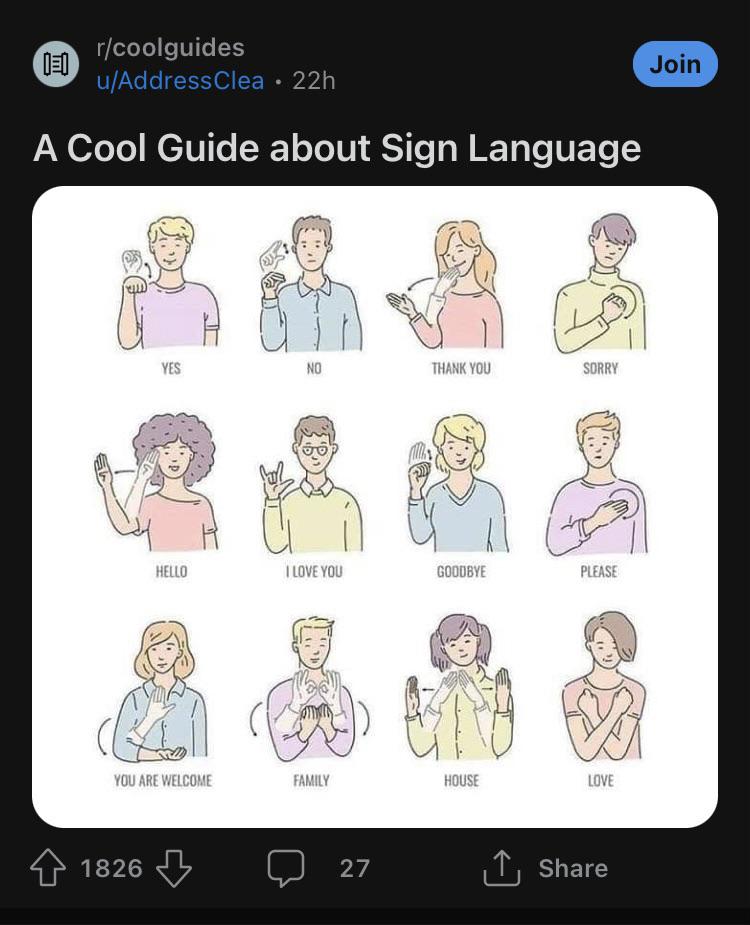 r/coolguides
u/AddressClea • 22h
Join
A Cool Guide about Sign Language
YES
NO
THANK YOU
SORRY
HELLO
I LOVE YOU
GOODBYE
PLEASE
YOU ARE WELCOME
FAMILY
HOUSE
LOVE
1826
27
Share